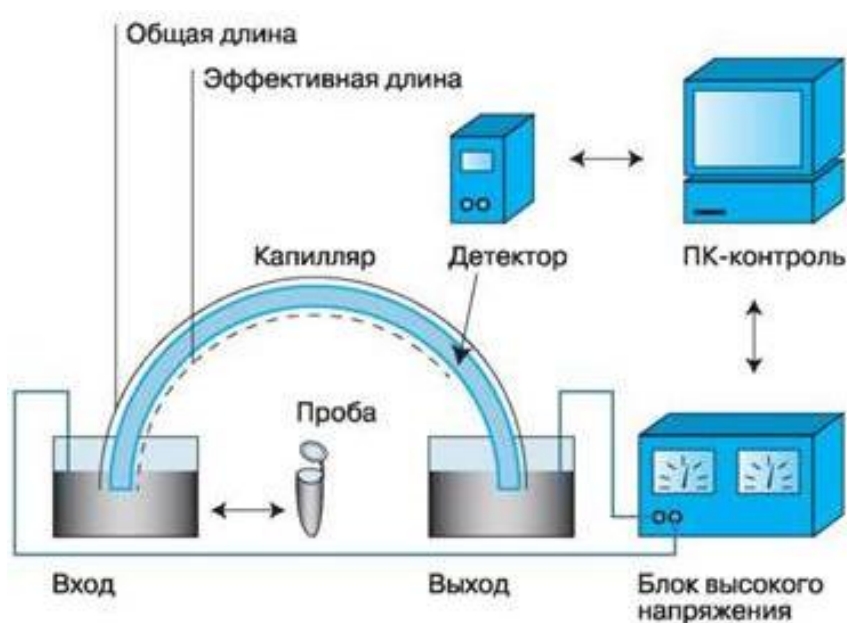 Общая длина
Эффективная длина
Капилляр
Детектор
ПК-контроль
Проба
Вход
Выход
Блок высокого
напряжения